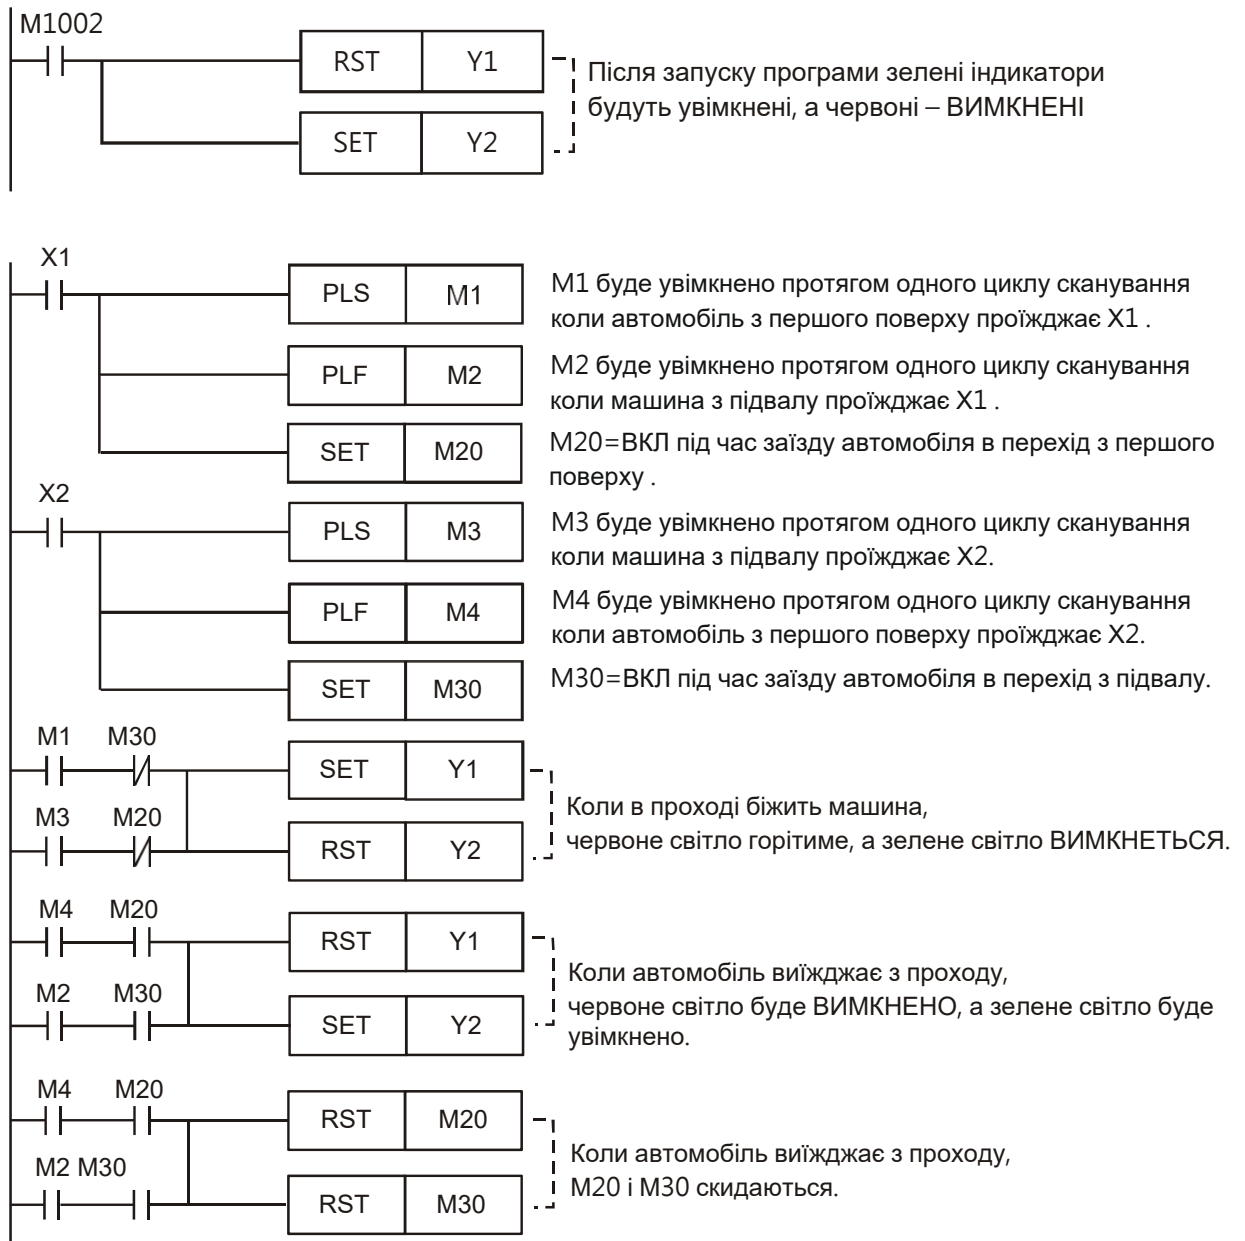 M1002
RST Y1
SET Y2
Після запуску програми зелені індикатори
будуть увімкнені, а червоні – ВИМКНЕНІ
X1
PLS M1
M1 буде увімкнено протягом одного циклу сканування
коли автомобіль з першого поверху проїжджає X1 .
PLF M2
M2 буде увімкнено протягом одного циклу сканування
коли машина з підвалу проїжджає X1 .
SET M20
M20=ВКЛ під час заїзду автомобіля в перехід з першого
поверху .
X2
PLS M3
M3 буде увімкнено протягом одного циклу сканування
коли машина з підвалу проїжджає X2.
PLF M4
M4 буде увімкнено протягом одного циклу сканування
коли автомобіль з першого поверху проїжджає X2.
SET M30
M30=ВКЛ під час заїзду автомобіля в перехід з підвалу.
M1 M30
SET Y1
M3 M20
RST Y2
Коли в проході біжить машина,
червоне світло горітиме, а зелене світло ВИМКНЕТЬСЯ.
M4 M20
RST Y1
M2 M30
SET Y2
Коли автомобіль виїжджає з проходу,
червоне світло буде ВИМКНЕНО, а зелене світло буде
увімкнено.
M4 M20
RST M20
M2 M30
RST M30
Коли автомобіль виїжджає з проходу,
M20 і M30 скидаються.